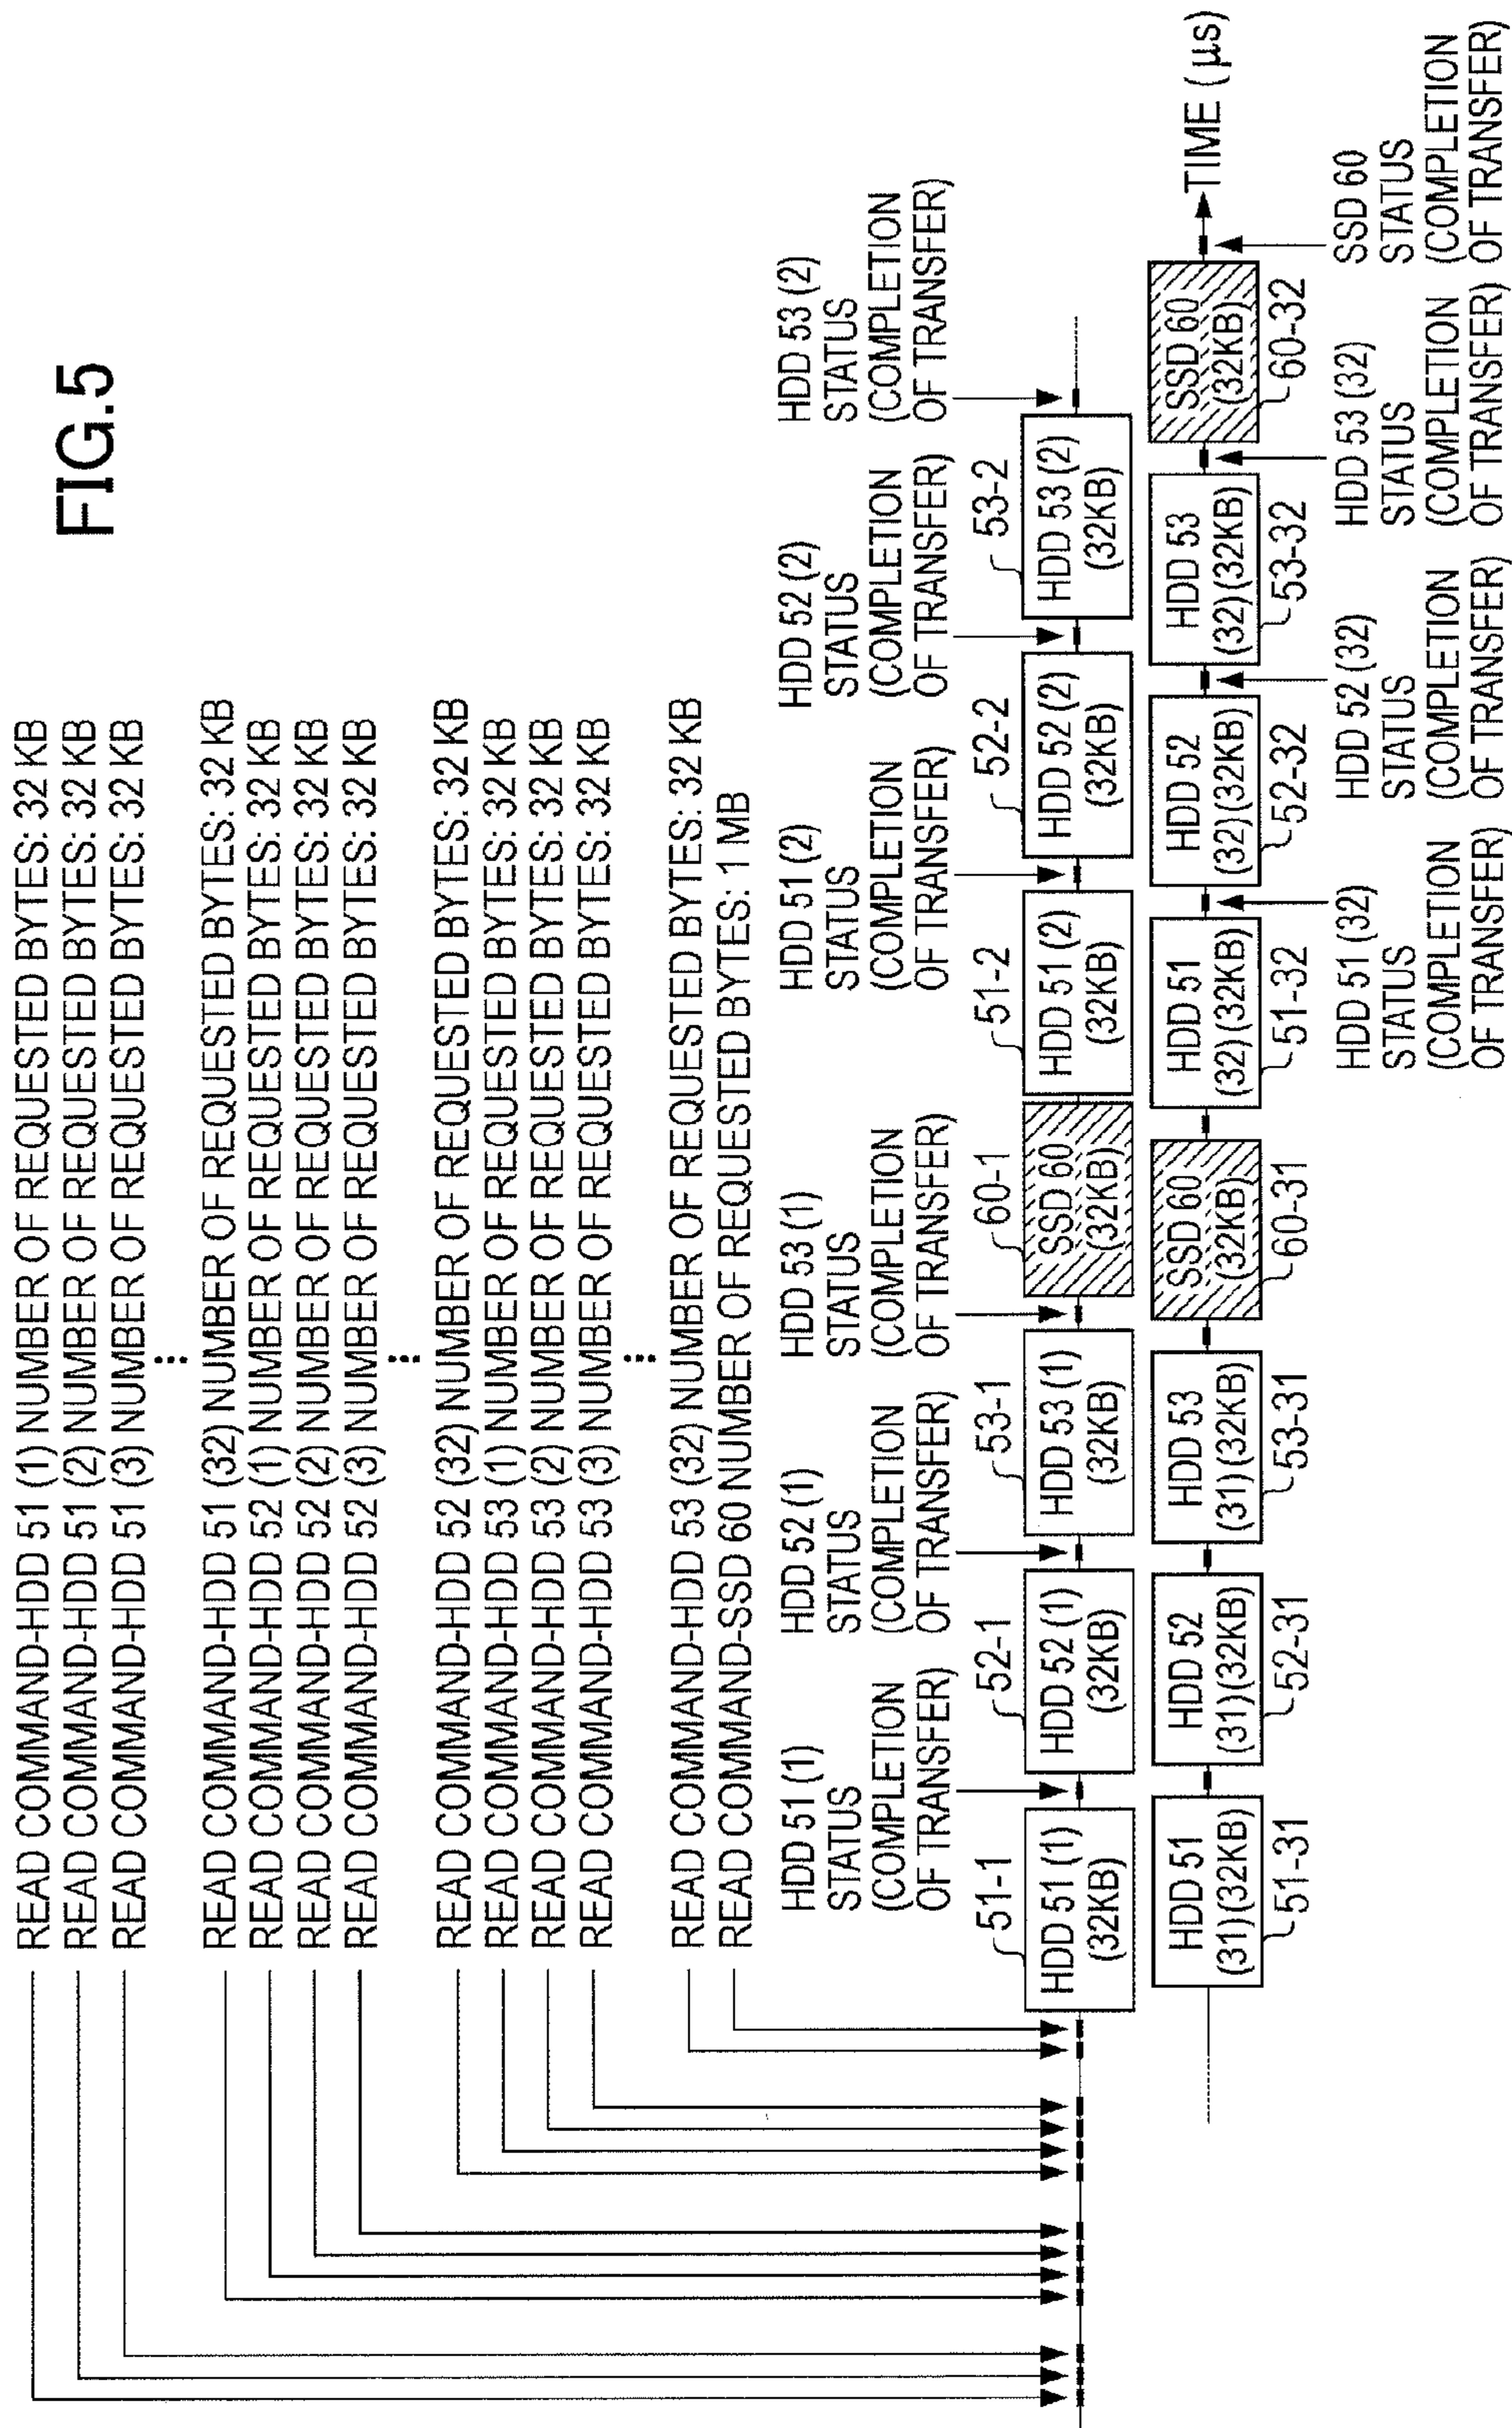 FIG.5
READ COMMAND-HDD 51 (1) NUMBER OF REQUESTED BYTES: 32 KB
READ COMMAND-HDD 51 (2) NUMBER OF REQUESTED BYTES: 32 KB
READ COMMAND-HDD 51 (3) NUMBER OF REQUESTED BYTES: 32 KB
READ COMMAND-HDD 51 (32) NUMBER OF REQUESTED BYTES: 32 KB
READ COMMAND-HDD 52 (1) NUMBER OF REQUESTED BYTES: 32 KB
READ COMMAND-HDD 52 (2) NUMBER OF REQUESTED BYTES: 32 KB
READ COMMAND-HDD 52 (3) NUMBER OF REQUESTED BYTES: 32 KB
READ COMMAND-HDD 52 (32) NUMBER OF REQUESTED BYTES: 32 KB
READ COMMAND-HDD 53 (1) NUMBER OF REQUESTED BYTES: 32 KB
READ COMMAND-HDD 53 (2) NUMBER OF REQUESTED BYTES: 32 KB
READ COMMAND-HDD 53 (3) NUMBER OF REQUESTED BYTES: 32 KB
READ COMMAND-HDD 53 (32) NUMBER OF REQUESTED BYTES: 32 KB
READ COMMAND-SSD 60 NUMBER OF REQUESTED BYTES: 1 MB
HDD 51 (1)
STATUS
(COMPLETION
OF TRANSFER)
HDD 52 (1)
STATUS
(COMPLETION
OF TRANSFER)
HDD 53 (1)
STATUS
(COMPLETION
OF TRANSFER)
HDD 51 (2)
STATUS
(COMPLETION
OF TRANSFER)
HDD 52 (2)
STATUS
(COMPLETION
OF TRANSFER)
HDD 53 (2)
STATUS
(COMPLETION
OF TRANSFER)
51-1
52-1
53-1
60-1
51-2
52-2
53-2
HDD 51 (1)
(32KB)
HDD 52 (1)
(32KB)
HDD 53 (1)
(32KB)
SSD 60
(32KB)
HDD 51 (2)
(32KB)
HDD 52 (2)
(32KB)
HDD 53 (2)
(32KB)
HDD 51
(31)(32KB)
HDD 52
(31)(32KB)
HDD 53
(31)(32KB)
SSD 60
(32KB)
HDD 51
(32)(32KB)
HDD 52
(32)(32KB)
HDD 53
(32)(32KB)
SSD 60
(32KB)
TIME (μs)
51-31
52-31
53-31
60-31
51-32
52-32
53-32
60-32
HDD 51 (32)
STATUS
(COMPLETION
OF TRANSFER)
HDD 52 (32)
STATUS
(COMPLETION
OF TRANSFER)
HDD 53 (32)
STATUS
(COMPLETION
OF TRANSFER)
SSD 60
STATUS
(COMPLETION
OF TRANSFER)